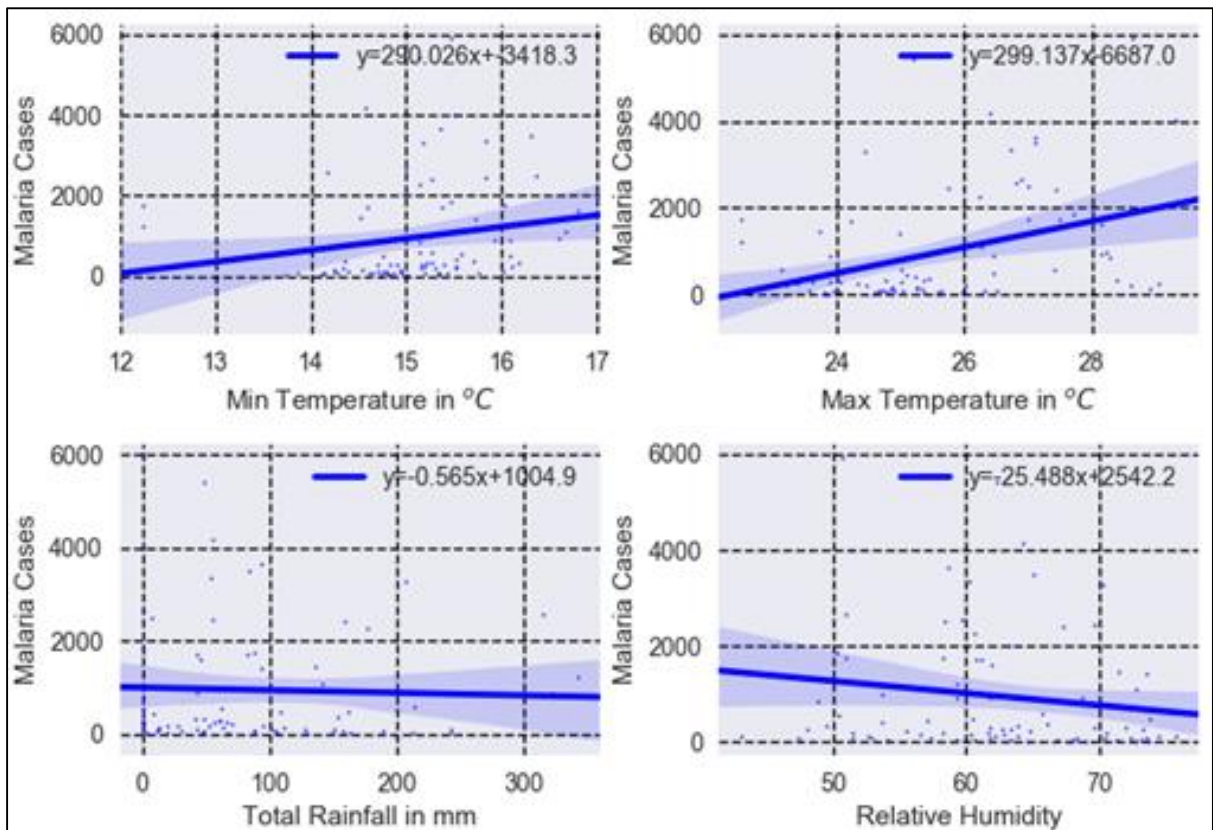 6000
4000
2000
0
Malaria Cases
y=290.026x+-3418.3
12 13 14 15 16 17
Min Temperature in °C
6000
4000
2000
0
Malaria Cases
y=299.137x-6687.0
24 26 28
Max Temperature in °C
6000
4000
2000
0
Malaria Cases
y=-0.565x+1004.9
0 100 200 300
Total Rainfall in mm
6000
4000
2000
0
Malaria Cases
y=-25.488x+2542.2
50 60 70
Relative Humidity